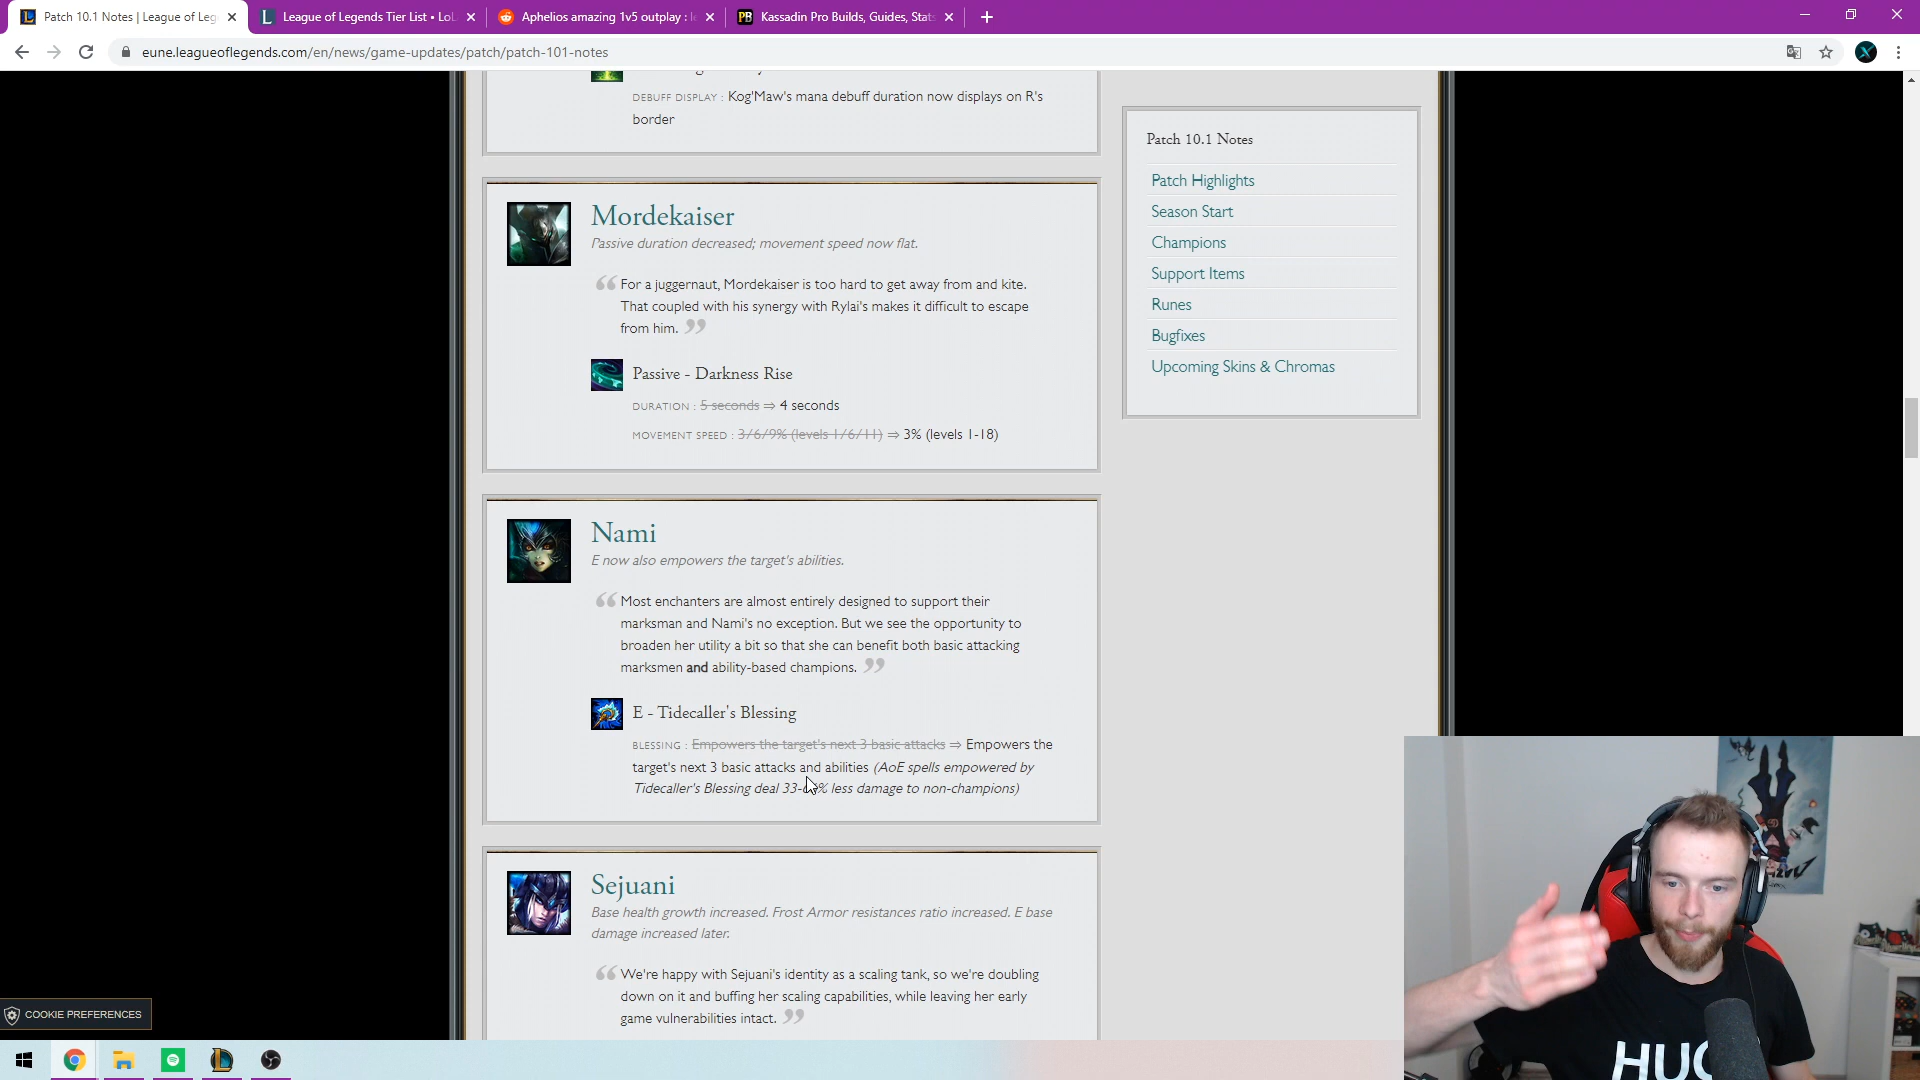 Patch 10.1 Notes | League of Leg
League of Legends Tier List • LoL
Aphelios amazing 1v5 outplay : le
Kassadin Pro Builds, Guides, Stats
eune.leagueoflegends.com/en/news/game-updates/patch/patch-101-notes
DEBUFF DISPLAY : Kog'Maw's mana debuff duration now displays on R's
border
Mordekaiser
Passive duration decreased; movement speed now flat.
For a juggernaut, Mordekaiser is too hard to get away from and kite.
That coupled with his synergy with Rylai's makes it difficult to escape
from him.
Passive - Darkness Rise
DURATION : 5 seconds ⇒ 4 seconds
MOVEMENT SPEED : 3/6/9% (levels 1/6/11) ⇒ 3% (levels 1-18)
Nami
E now also empowers the target's abilities.
Most enchanters are almost entirely designed to support their
marksman and Nami's no exception. But we see the opportunity to
broaden her utility a bit so that she can benefit both basic attacking
marksmen and ability-based champions.
E - Tidecaller's Blessing
BLESSING : Empowers the target's next 3 basic attacks ⇒ Empowers the
target's next 3 basic attacks and abilities (AoE spells empowered by
Tidecaller's Blessing deal less damage to non-champions)
Sejuani
Base health growth increased. Frost Armor resistances ratio increased. E base
damage increased later.
We're happy with Sejuani's identity as a scaling tank, so we're doubling
down on it and buffing her scaling capabilities, while leaving her early
game vulnerabilities intact.
Patch 10.1 Notes
Patch Highlights
Season Start
Champions
Support Items
Runes
Bugfixes
Upcoming Skins & Chromas
COOKIE PREFERENCES